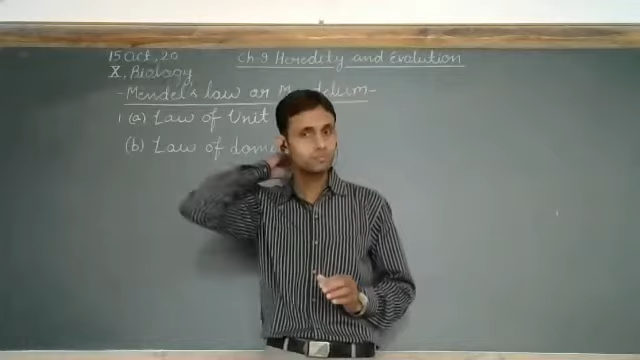 15 Oct, 20
Ch 9 Heredity and Evolution
X, Biology
- Mendel's law or
1 (a) Law of Unit
(b) Law of